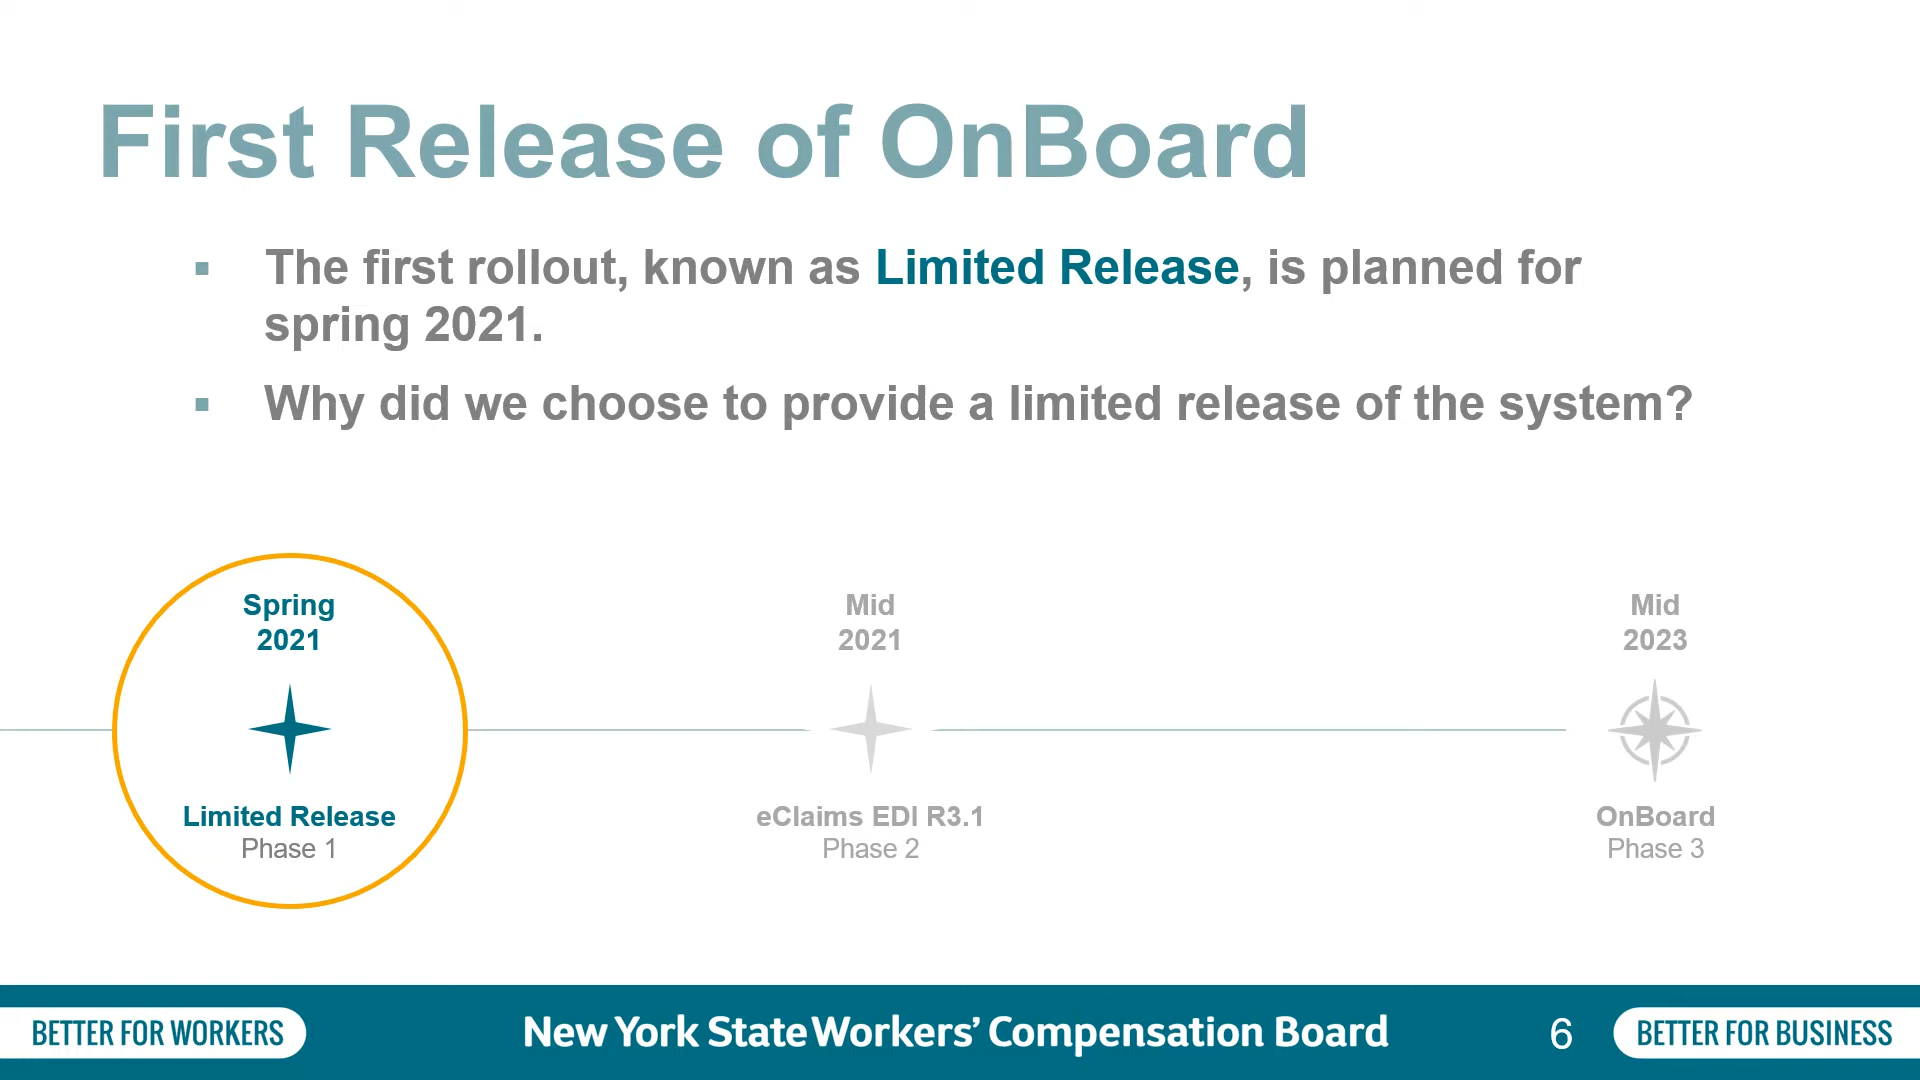 First Release of OnBoard
▪ The first rollout, known as Limited Release, is planned for
spring 2021.
▪ Why did we choose to provide a limited release of the system?
Spring
2021
Limited Release
Phase 1
Mid
2021
eClaims EDI R3.1
Phase 2
Mid
2023
OnBoard
Phase 3
BETTER FOR WORKERS
New York State Workers’ Compensation Board
6
BETTER FOR BUSINESS